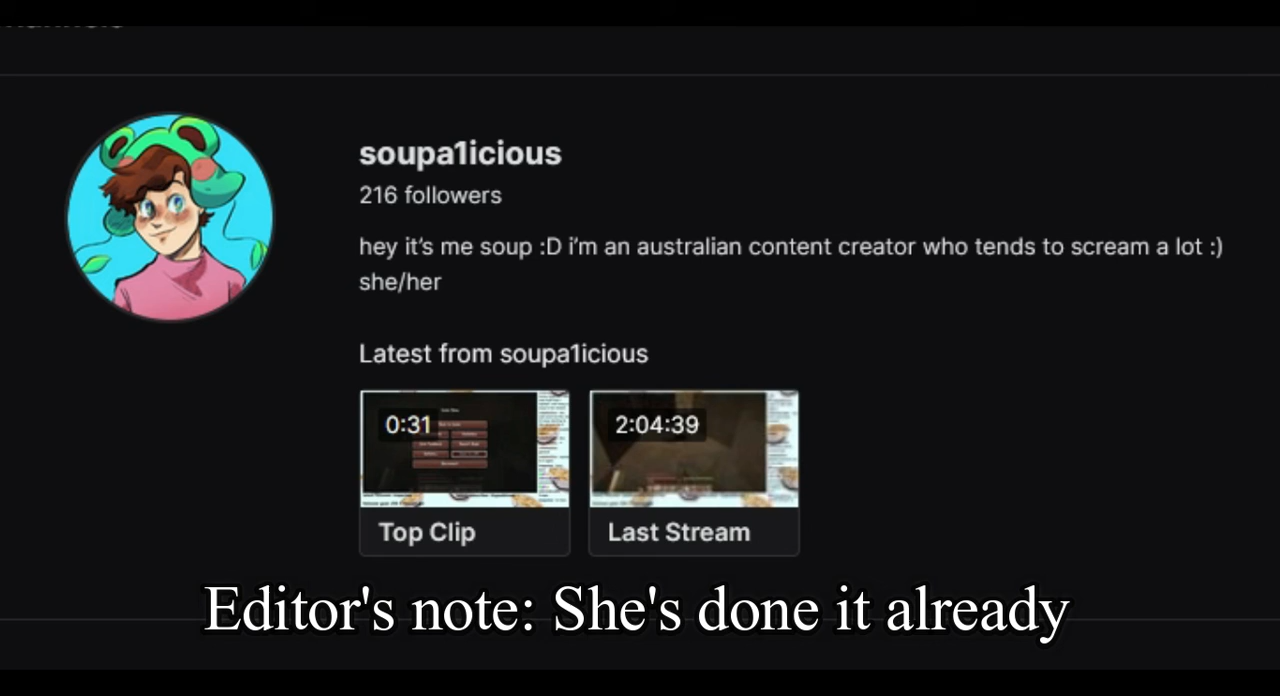 soupa1icious
216 followers
hey it's me soup :D i'm an australian content creator who tends to scream a lot :)
she/her
Latest from soupa1icious
0:31
2:04:39
Top Clip
Last Stream
Editor's note: She's done it already